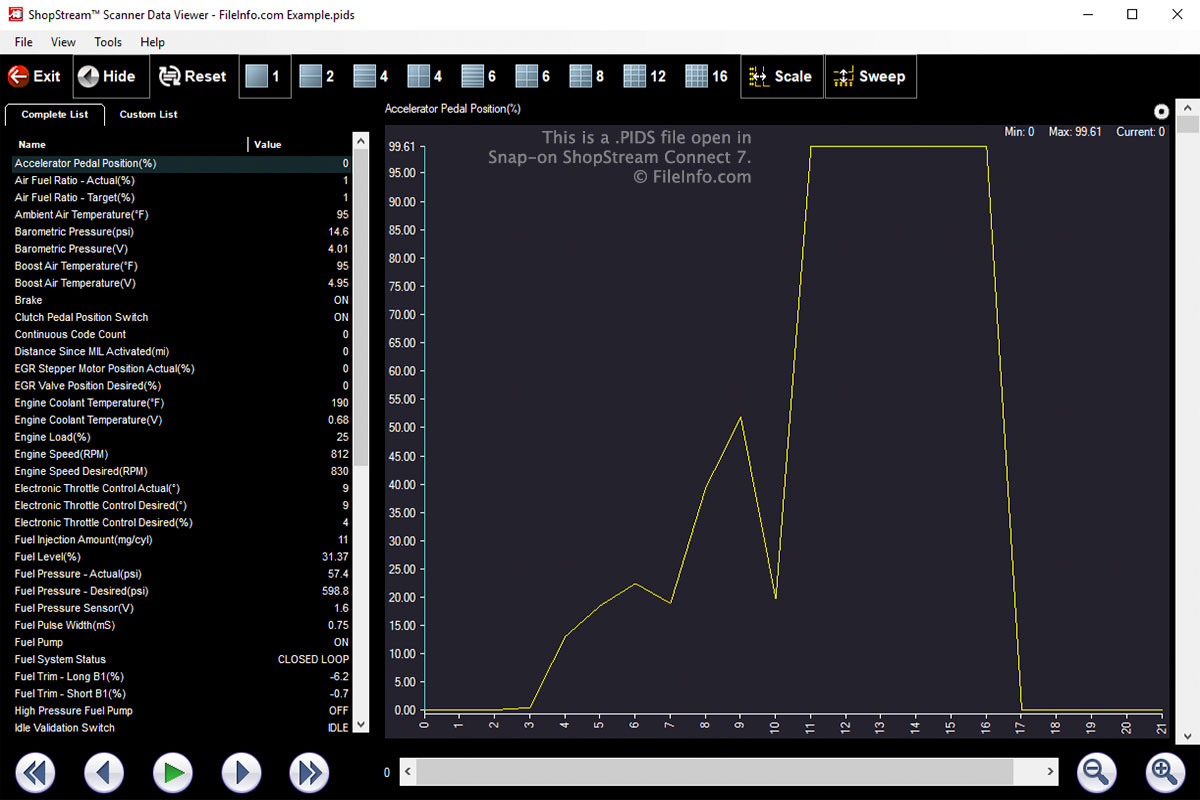 ShopStream™ Scanner Data Viewer - FileInfo.com Example.pids
File View Tools Help
Exit Hide Reset 1 2 4 4 6 6 8 12 16 Scale Sweep
Complete List Custom List
Name Value
Accelerator Pedal Position(%) 0
Air Fuel Ratio - Actual(%) 1
Air Fuel Ratio - Target(%) 1
Ambient Air Temperature(°F) 95
Barometric Pressure(psi) 14.6
Barometric Pressure(V) 4.01
Boost Air Temperature(°F) 95
Boost Air Temperature(V) 4.95
Brake ON
Clutch Pedal Position Switch ON
Continuous Code Count 0
Distance Since MIL Activated(mi) 0
EGR Stepper Motor Position Actual(%) 0
EGR Valve Position Desired(%) 0
Engine Coolant Temperature(°F) 190
Engine Coolant Temperature(V) 0.68
Engine Load(%) 25
Engine Speed(RPM) 812
Engine Speed Desired(RPM) 830
Electronic Throttle Control Actual(°) 9
Electronic Throttle Control Desired(°) 9
Electronic Throttle Control Desired(%) 4
Fuel Injection Amount(mg/cyl) 11
Fuel Level(%) 31.37
Fuel Pressure - Actual(psi) 57.4
Fuel Pressure - Desired(psi) 598.8
Fuel Pressure Sensor(V) 1.6
Fuel Pulse Width(mS) 0.75
Fuel Pump ON
Fuel System Status CLOSED LOOP
Fuel Trim - Long B1(%) -6.2
Fuel Trim - Short B1(%) -0.7
High Pressure Fuel Pump OFF
Idle Validation Switch IDLE
Accelerator Pedal Position(%)
Min: 0 Max: 99.61 Current: 0
This is a .PIDS file open in
Snap-on ShopStream Connect 7.
© FileInfo.com
99.61
95.00
90.00
85.00
80.00
75.00
70.00
65.00
60.00
55.00
50.00
45.00
40.00
35.00
30.00
25.00
20.00
15.00
10.00
5.00
0.00
0 1 2 3 4 5 6 7 8 9 10 11 12 13 14 15 16 17 18 19 20 21
0